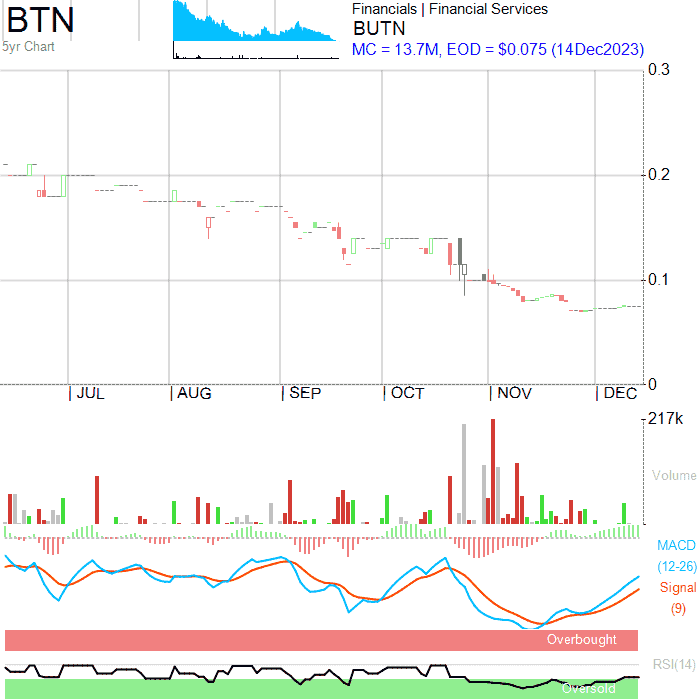 BTN
5yr Chart
Financials | Financial Services
BUTN
MC = 13.7M, EOD = $0.075 (14Dec2023)
0.3
0.2
0.1
0
JUL
AUG
SEP
OCT
NOV
DEC
217k
Volume
MACD
(12-26)
Signal
(9)
Overbought
RSI(14)
Oversold